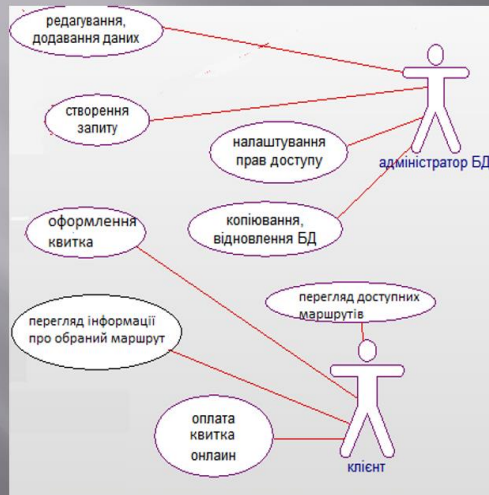 редагування,
додавання даних
створення
запиту
налаштування
прав доступу
адміністратор БД
копіювання,
відновлення БД
оформлення
квитка
перегляд доступних
маршрутів
перегляд інформації
про обраний маршрут
оплата
квитка
онлаин
клієнт